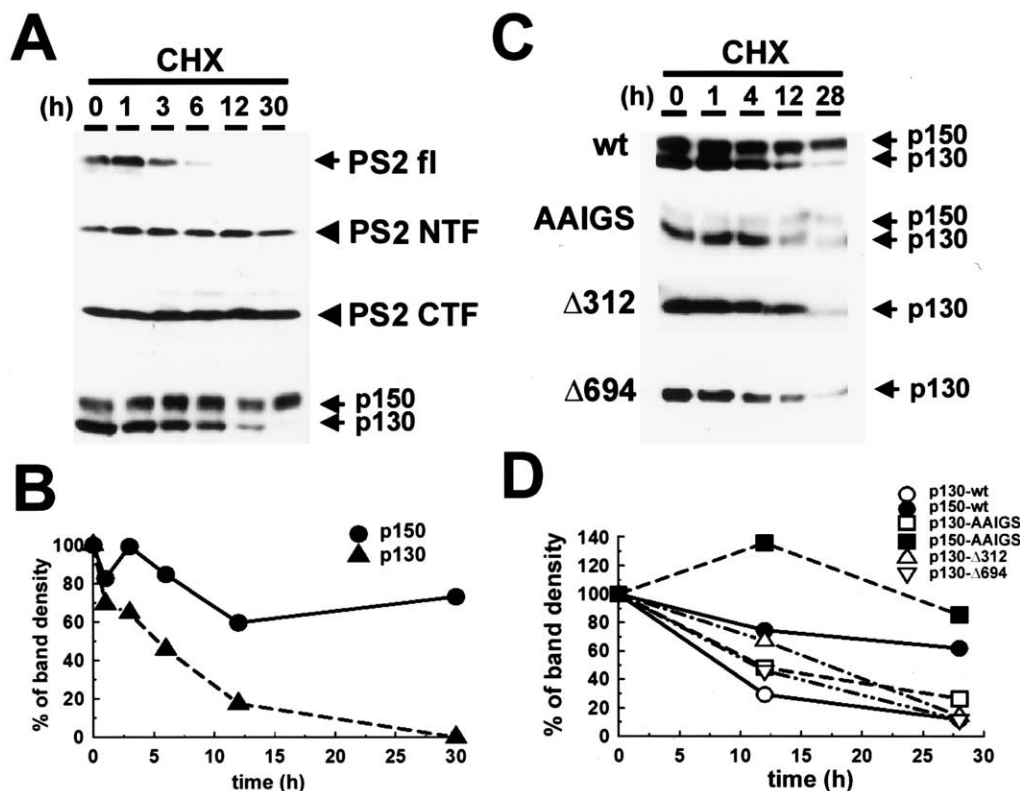 A
CHX
(h) 0 1 3 6 12 30
PS2 fl
PS2 NTF
PS2 CTF
p150
p130
B
% of band density
100
80
60
40
20
0
0 5 10 15 20 25 30
time (h)
p150
p130
C
CHX
(h) 0 1 4 12 28
wt
p150
p130
AAIGS
p150
p130
Δ312
p130
Δ694
p130
D
% of band density
140
120
100
80
60
40
20
0
0 5 10 15 20 25 30
time (h)
p130-wt
p150-wt
p130-AAIGS
p150-AAIGS
p130-Δ312
p130-Δ694